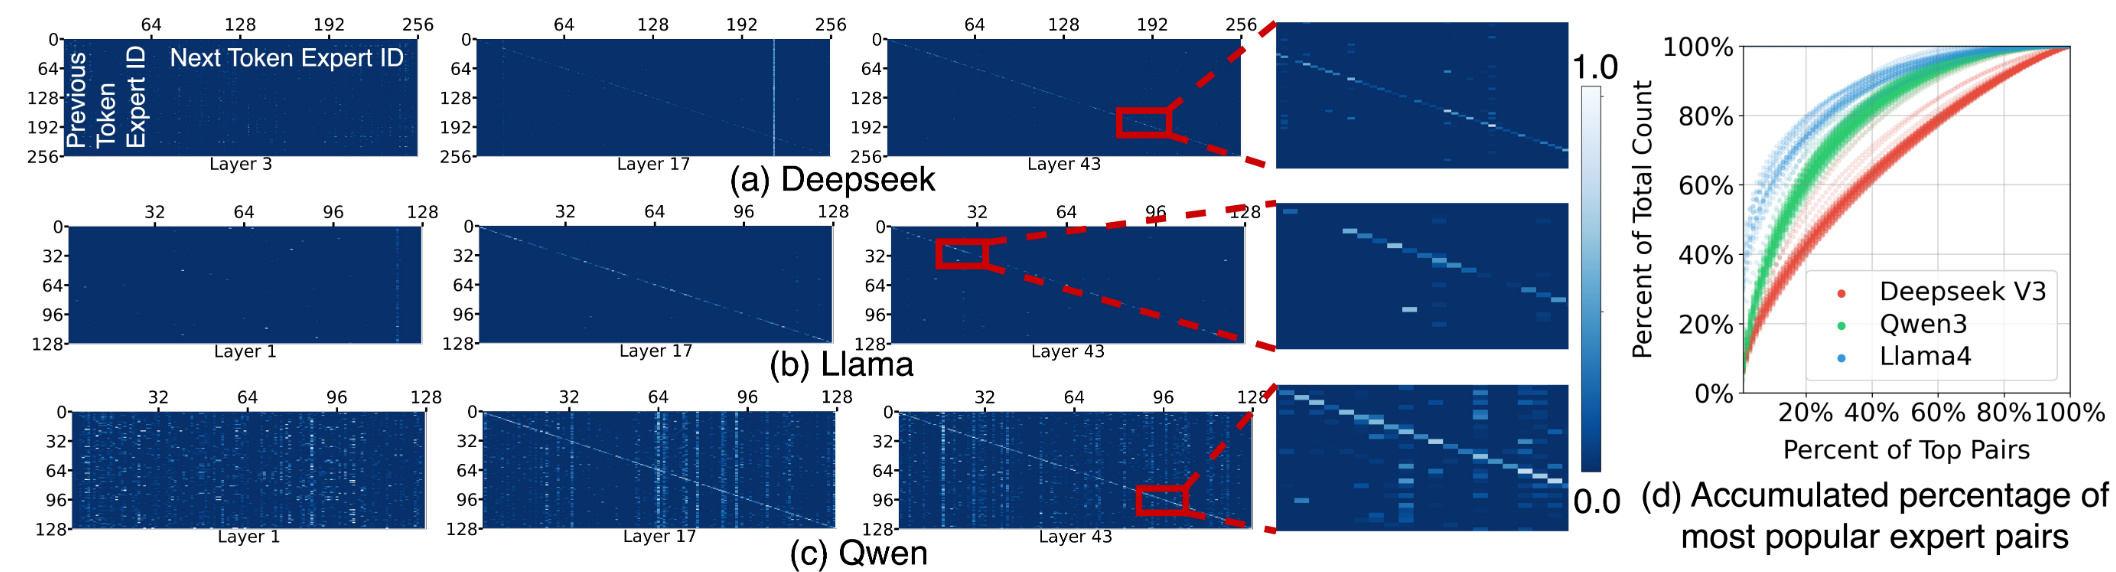 64 128 192 256
0
64
128
192
256
Previous
Token
Expert ID
Next Token Expert ID
Layer 3
64 128 192 256
0
64
128
192
256
Layer 17
64 128 192 256
0
64
128
192
256
Layer 43
(a) Deepseek
32 64 96 128
0
32
64
96
128
Layer 1
32 64 96 128
0
32
64
96
128
Layer 17
32 64 96 128
0
32
64
96
128
Layer 43
(b) Llama
32 64 96 128
0
32
64
96
128
Layer 1
32 64 96 128
0
32
64
96
128
Layer 17
32 64 96 128
0
32
64
96
128
Layer 43
(c) Qwen
1.0
0.0
Percent of Total Count
100%
80%
60%
40%
20%
0%
Deepseek V3
Qwen3
Llama4
20% 40% 60% 80% 100%
Percent of Top Pairs
(d) Accumulated percentage of
most popular expert pairs